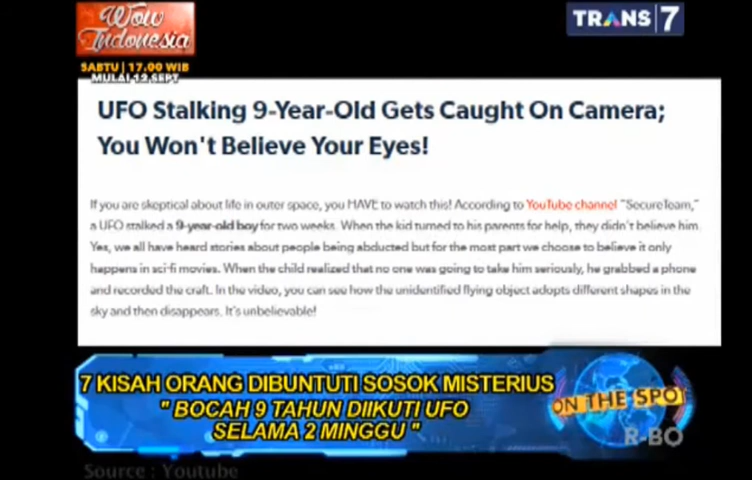 Wow
Indonesia
SABTU | 17.00 WIB
MULAI 12 SEPT
TRANS|7
UFO Stalking 9-Year-Old Gets Caught On Camera;
You Won't Believe Your Eyes!
If you are skeptical about life in outer space, you HAVE to watch this! According to YouTube channel "SecureTeam,"
a UFO stalked a 9-year-old boy for two weeks. When the kid turned to his parents for help, they didn't believe him.
Yes, we all have heard stories about people being abducted but for the most part we choose to believe it only
happens in sci-fi movies. When the child realized that no one was going to take him seriously, he grabbed a phone
and recorded the craft. In the video, you can see how the unidentified flying object adopts different shapes in the
sky and then disappears. It's unbelievable!
7 KISAH ORANG DIBUNTUTI SOSOK MISTERIUS
" BOCAH 9 TAHUN DIIKUTI UFO
SELAMA 2 MINGGU "
ON THE SPOT
R-BO
Source : Youtube